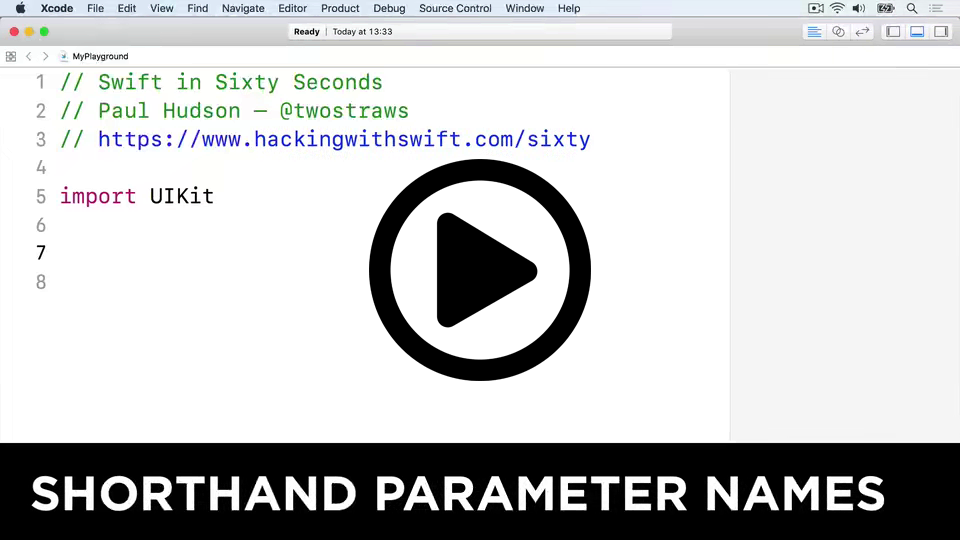 Xcode File Edit View Find Navigate Editor Product Debug Source Control Window Help
Ready | Today at 13:33
MyPlayground
1 // Swift in Sixty Seconds
2 // Paul Hudson — @twostraws
3 // https://www.hackingwithswift.com/sixty
4
5 import UIKit
6
7
8
SHORTHAND PARAMETER NAMES